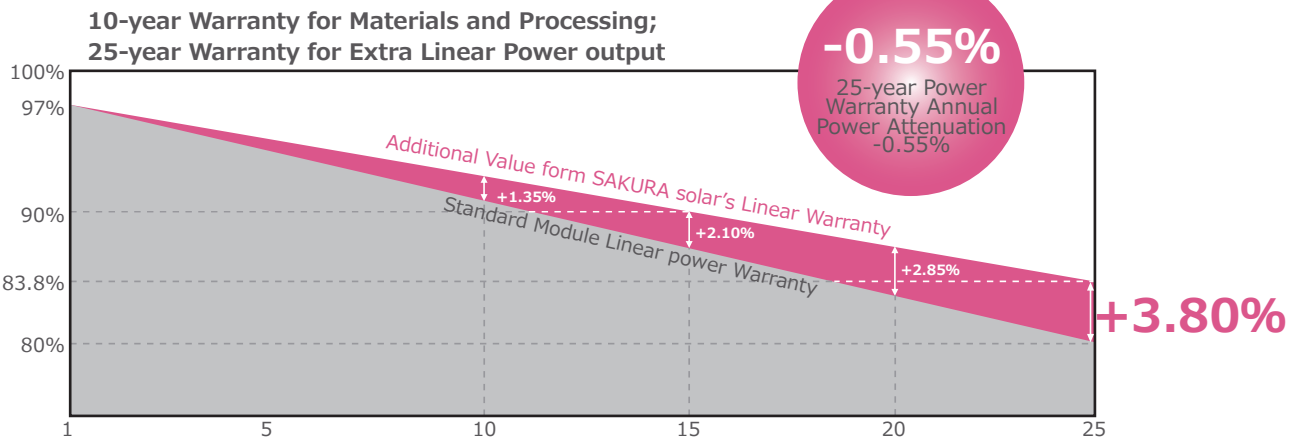 10-year Warranty for Materials and Processing;
25-year Warranty for Extra Linear Power output
-0.55%
25-year Power
Warranty Annual
Power Attenuation
-0.55%
100%
97%
90%
83.8%
80%
Additional Value form SAKURA solar's Linear Warranty
Standard Module Linear power Warranty
+1.35%
+2.10%
+2.85%
+3.80%
1
5
10
15
20
25